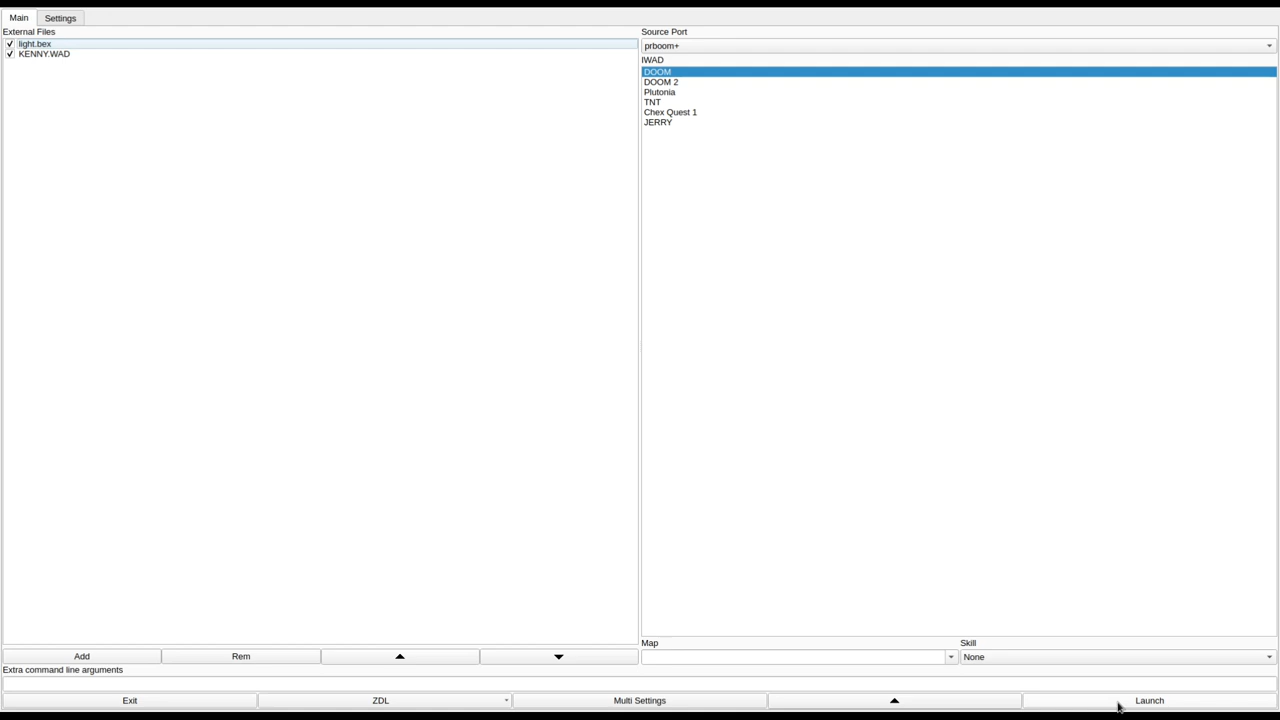 Main Settings
External Files
light.bex
KENNY.WAD
Source Port
prboom+
IWAD
DOOM
DOOM 2
Plutonia
TNT
Chex Quest 1
JERRY
Map Skill
None
Add Rem
Extra command line arguments
Exit ZDL Multi Settings Launch